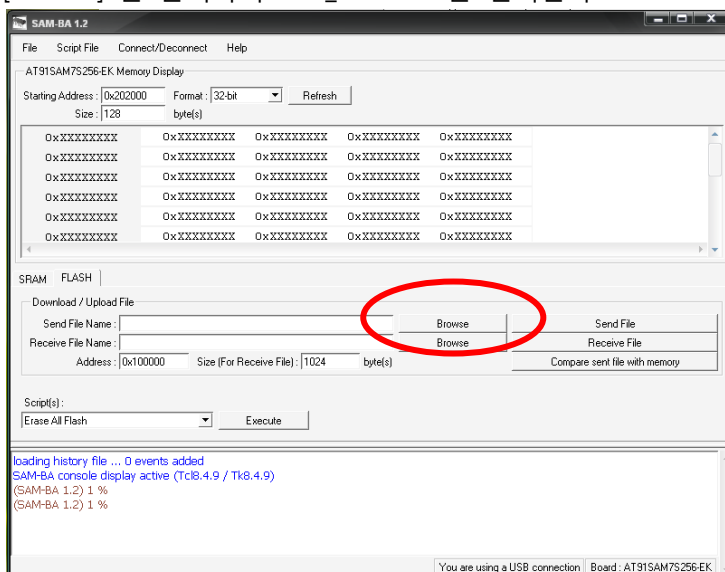 SAM-BA 1.2
File Script File Connect/Deconnect Help
AT91SAM7S256-EK Memory Display
Starting Address : 0x202000 Format : 32-bit Refresh
Size : 128 byte(s)
0xXXXXXXXX 0xXXXXXXXX 0xXXXXXXXX 0xXXXXXXXX 0xXXXXXXXX
0xXXXXXXXX 0xXXXXXXXX 0xXXXXXXXX 0xXXXXXXXX 0xXXXXXXXX
0xXXXXXXXX 0xXXXXXXXX 0xXXXXXXXX 0xXXXXXXXX 0xXXXXXXXX
0xXXXXXXXX 0xXXXXXXXX 0xXXXXXXXX 0xXXXXXXXX 0xXXXXXXXX
0xXXXXXXXX 0xXXXXXXXX 0xXXXXXXXX 0xXXXXXXXX 0xXXXXXXXX
0xXXXXXXXX 0xXXXXXXXX 0xXXXXXXXX 0xXXXXXXXX 0xXXXXXXXX
SRAM FLASH
Download / Upload File
Send File Name : Browse Send File
Receive File Name : Browse Receive File
Address : 0x100000 Size (For Receive File) : 1024 byte(s) Compare sent file with memory
Script(s) :
Erase All Flash Execute
loading history file ... 0 events added
SAM-BA console display active (Tcl8.4.9 / Tk8.4.9)
(SAM-BA 1.2) 1 %
(SAM-BA 1.2) 1 %
You are using a USB connection Board : AT91SAM7S256-EK